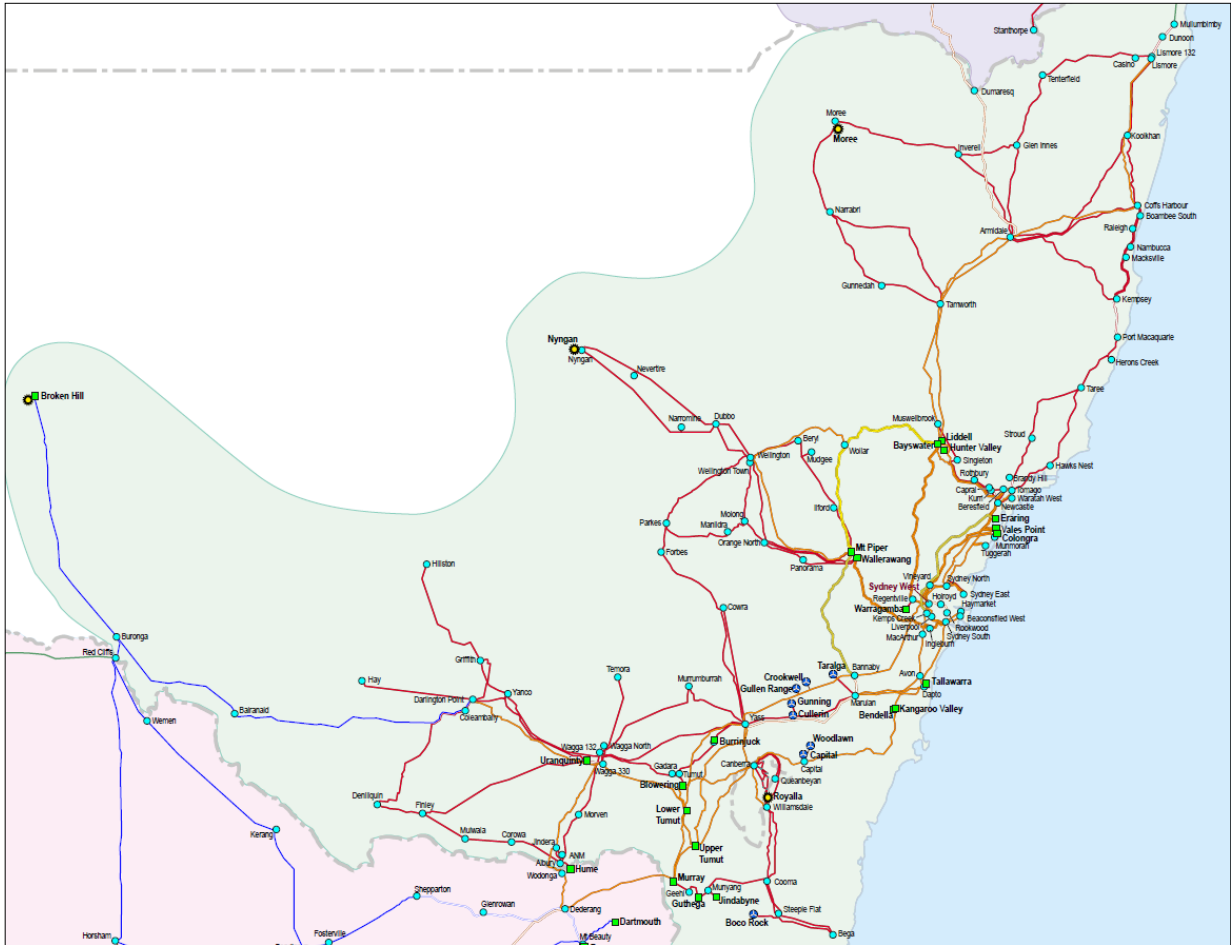 Mullumbimby
Dunoon
Stanthorpe
Lismore 132
Casino
Lismore
Tenterfield
Dumaresq
Moree
Moree
Koolkhan
Inverell
Glen Innes
Narrabri
Coffs Harbour
Boambee South
Raleigh
Armidale
Nambucca
Macksville
Gunnedah
Tamworth
Kempsey
Port Macquarie
Nyngan
Nyngan
Herons Creek
Nevertire
Taree
Broken Hill
Narromine
Dubbo
Muswellbrook
Stroud
Beryl
Liddell
Bayswater
Hunter Valley
Wollar
Wellington
Mudgee
Singleton
Hawks Nest
Wellington Town
Rothbury
Brandy Hill
Capral
Tomago
Kurri
Waratah West
Beresfield
Newcastle
Ilford
Molong
Parkes
Manildra
Eraring
Vales Point
Colongra
Orange North
Munmorah
Mt Piper
Wallerawang
Tuggerah
Forbes
Panorama
Hillston
Vineyard
Sydney North
Sydney West
Sydney East
Regentville
Holroyd
Haymarket
Warragamba
Cowra
Kemps Creek
Beaconsfield West
Liverpool
Rookwood
MacArthur
Sydney South
Ingleburn
Buronga
Red Cliffs
Griffith
Temora
Taralga
Bannaby
Avon
Hay
Murrumburrah
Crookwell
Tallawarra
Gullen Range
Dapto
Darlington Point
Yanco
Marulan
Gunning
Kangaroo Valley
Bendella
Coleambally
Cullerin
Balranald
Wemen
Yass
Woodlawn
Wagga 132
Wagga North
Burrinjuck
Capital
Uranquinty
Wagga 330
Gadara
Tumut
Canberra
Capital
Queanbeyan
Blowering
Royalla
Deniliquin
Finley
Lower
Tumut
Williamsdale
Morven
Kerang
Mulwala
Corowa
Jindera
Upper
Tumut
ANM
Albury
Hume
Wodonga
Murray
Cooma
Geehi
Munyang
Shepparton
Guthega
Jindabyne
Glenrowan
Dederang
Boco Rock
Steeple Flat
Dartmouth
Bega
Horsham
Fosterville
Mt Beauty